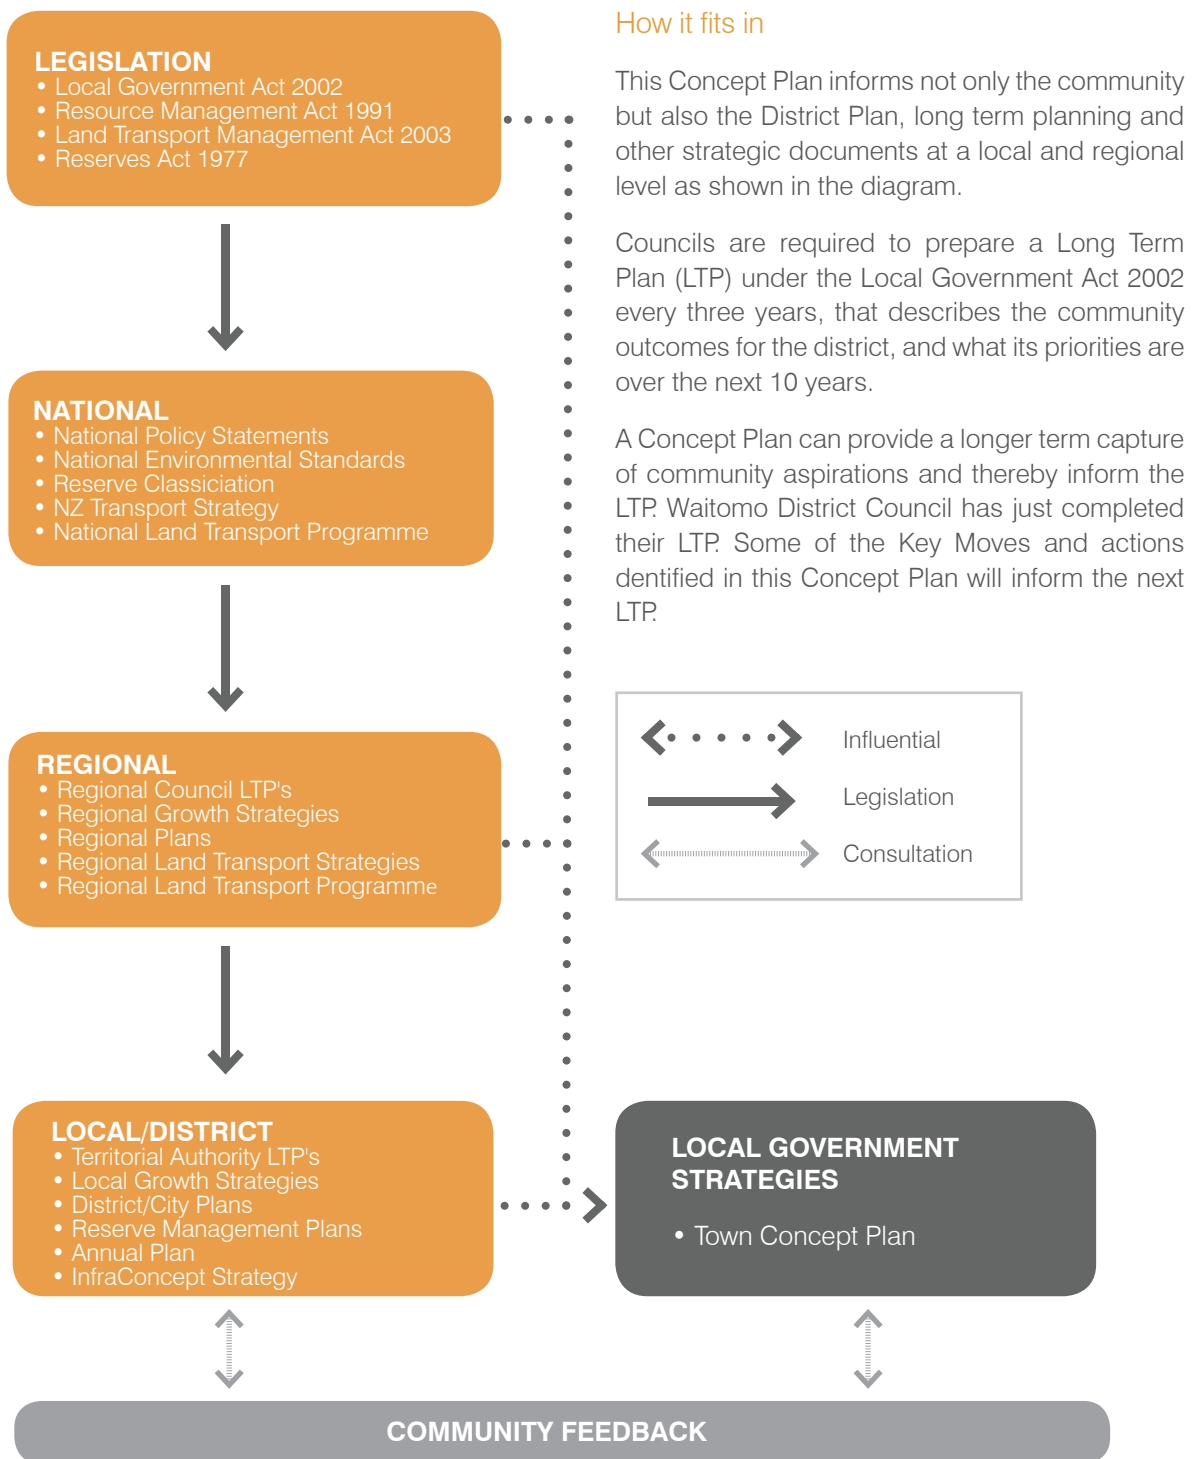 LEGISLATION
• Local Government Act 2002
• Resource Management Act 1991
• Land Transport Management Act 2003
• Reserves Act 1977
NATIONAL
• National Policy Statements
• National Environmental Standards
• Reserve Classiciation
• NZ Transport Strategy
• National Land Transport Programme
REGIONAL
• Regional Council LTP's
• Regional Growth Strategies
• Regional Plans
• Regional Land Transport Strategies
• Regional Land Transport Programme
LOCAL/DISTRICT
• Territorial Authority LTP's
• Local Growth Strategies
• District/City Plans
• Reserve Management Plans
• Annual Plan
• InfraConcept Strategy
How it fits in
This Concept Plan informs not only the community
but also the District Plan, long term planning and
other strategic documents at a local and regional
level as shown in the diagram.
Councils are required to prepare a Long Term
Plan (LTP) under the Local Government Act 2002
every three years, that describes the community
outcomes for the district, and what its priorities are
over the next 10 years.
A Concept Plan can provide a longer term capture
of community aspirations and thereby inform the
LTP. Waitomo District Council has just completed
their LTP. Some of the Key Moves and actions
dentified in this Concept Plan will inform the next
LTP.
Influential
Legislation
Consultation
LOCAL GOVERNMENT
STRATEGIES
• Town Concept Plan
COMMUNITY FEEDBACK